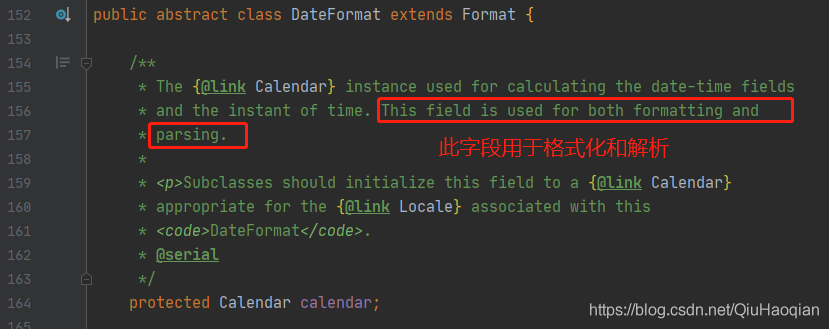 152 public abstract class DateFormat extends Format {
153
154 /**
155 * The {@link Calendar} instance used for calculating the date-time fields
156 * and the instant of time. This field is used for both formatting and
157 * parsing.
此字段用于格式化和解析
158 *
159 * <p>Subclasses should initialize this field to a {@link Calendar}
160 * appropriate for the {@link Locale} associated with this
161 * <code>DateFormat</code>.
162 * @serial
163 */
164 protected Calendar calendar;
165
https://blog.csdn.net/QiuHaoqian